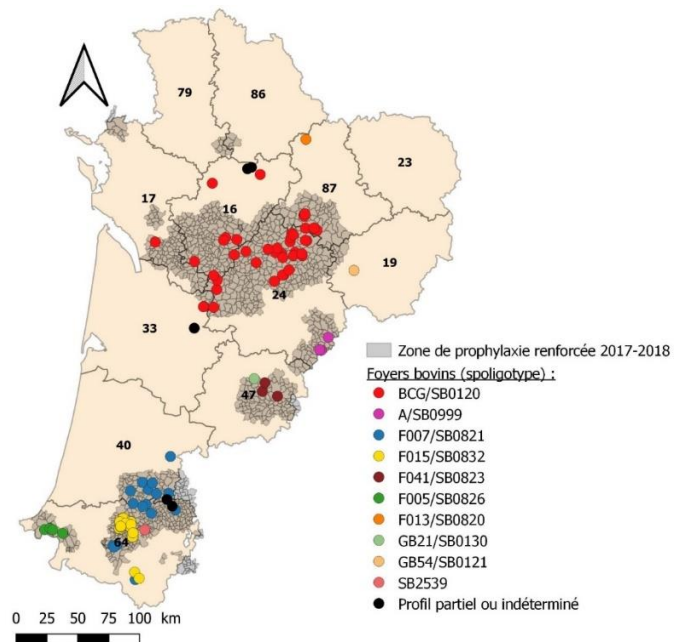 79
86
23
17
16
87
19
24
33
47
40
64
Zone de prophylaxie renforcée 2017-2018
Foyers bovins (spoligotype) :
BCG/SB0120
A/SB0999
F007/SB0821
F015/SB0832
F041/SB0823
F005/SB0826
F013/SB0820
GB21/SB0130
GB54/SB0121
SB2539
Profil partiel ou indéterminé
0 25 50 75 100 km